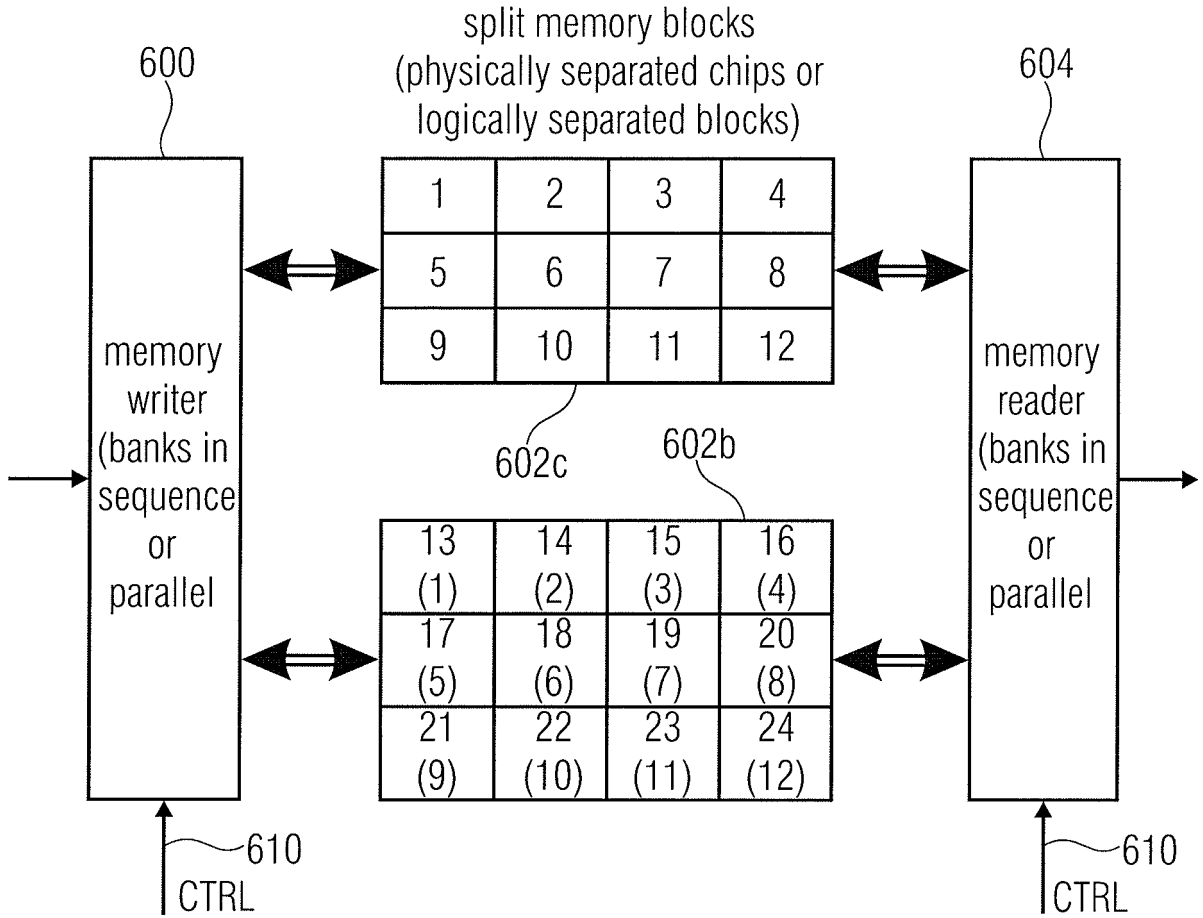 split memory blocks
(physically separated chips or
logically separated blocks)
600
604
1 2 3 4
5 6 7 8
9 10 11 12
memory
writer
(banks in
sequence
or
parallel
memory
reader
(banks in
sequence
or
parallel
602c
602b
13 14 15 16
(1) (2) (3) (4)
17 18 19 20
(5) (6) (7) (8)
21 22 23 24
(9) (10) (11) (12)
610
CTRL
610
CTRL